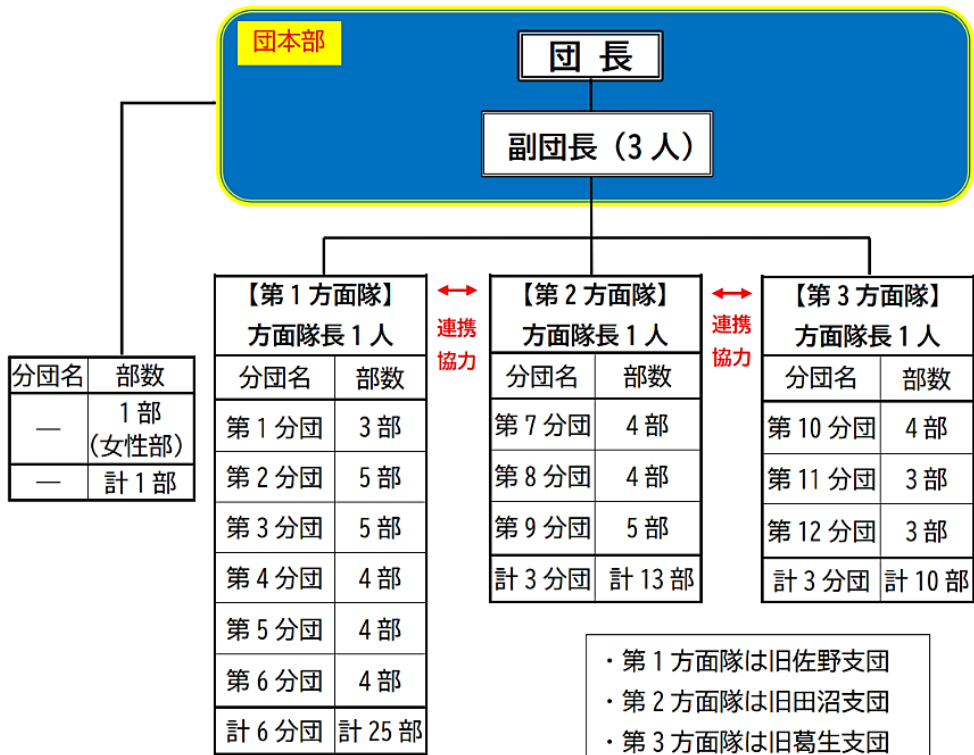 団本部
団 長
副団長（3 人）
分団名 部数
― 1 部
（女性部）
― 計 1 部
【第 1 方面隊】
方面隊長 1 人
分団名 部数
第 1 分団 3 部
第 2 分団 5 部
第 3 分団 5 部
第 4 分団 4 部
第 5 分団 4 部
第 6 分団 4 部
計 6 分団 計 25 部
連携
協力
【第 2 方面隊】
方面隊長 1 人
分団名 部数
第 7 分団 4 部
第 8 分団 4 部
第 9 分団 5 部
計 3 分団 計 13 部
連携
協力
【第 3 方面隊】
方面隊長 1 人
分団名 部数
第 10 分団 4 部
第 11 分団 3 部
第 12 分団 3 部
計 3 分団 計 10 部
・第 1 方面隊は旧佐野支団
・第 2 方面隊は旧田沼支団
・第 3 方面隊は旧葛生支団